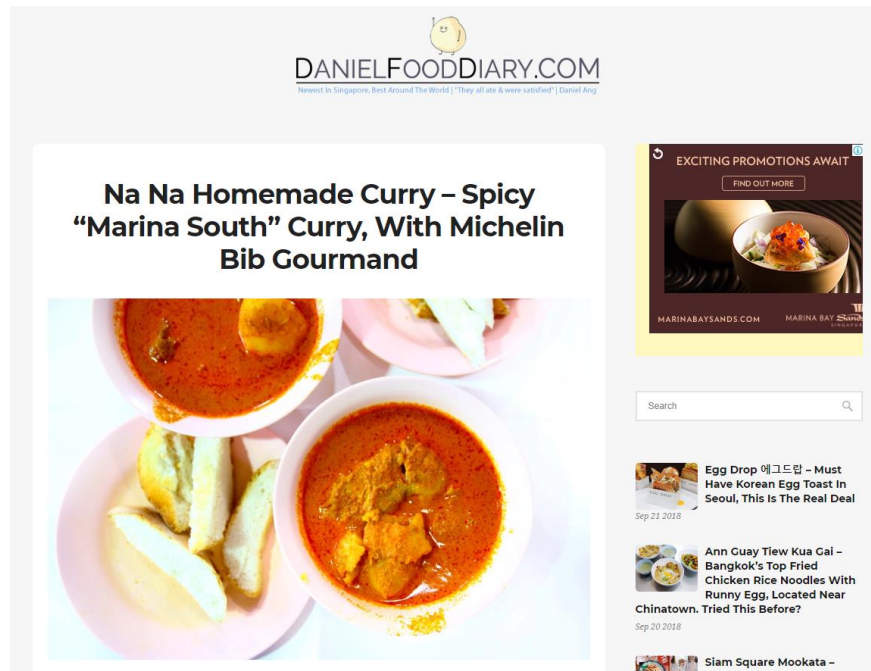 DANIELFOODDIARY.COM
Newest In Singapore, Best Around The World | "They all ate & were satisfied" | Daniel Ang
Na Na Homemade Curry – Spicy
“Marina South” Curry, With Michelin
Bib Gourmand
EXCITING PROMOTIONS AWAIT
FIND OUT MORE
MARINABAYSANDS.COM
MARINA BAY Sands
SINGAPORE
Search
Egg Drop 에그드랍 – Must
Have Korean Egg Toast In
Seoul, This Is The Real Deal
Sep 21 2018
Ann Guay Tiew Kua Gai –
Bangkok’s Top Fried
Chicken Rice Noodles With
Runny Egg, Located Near
Chinatown. Tried This Before?
Sep 20 2018
Siam Square Mookata –